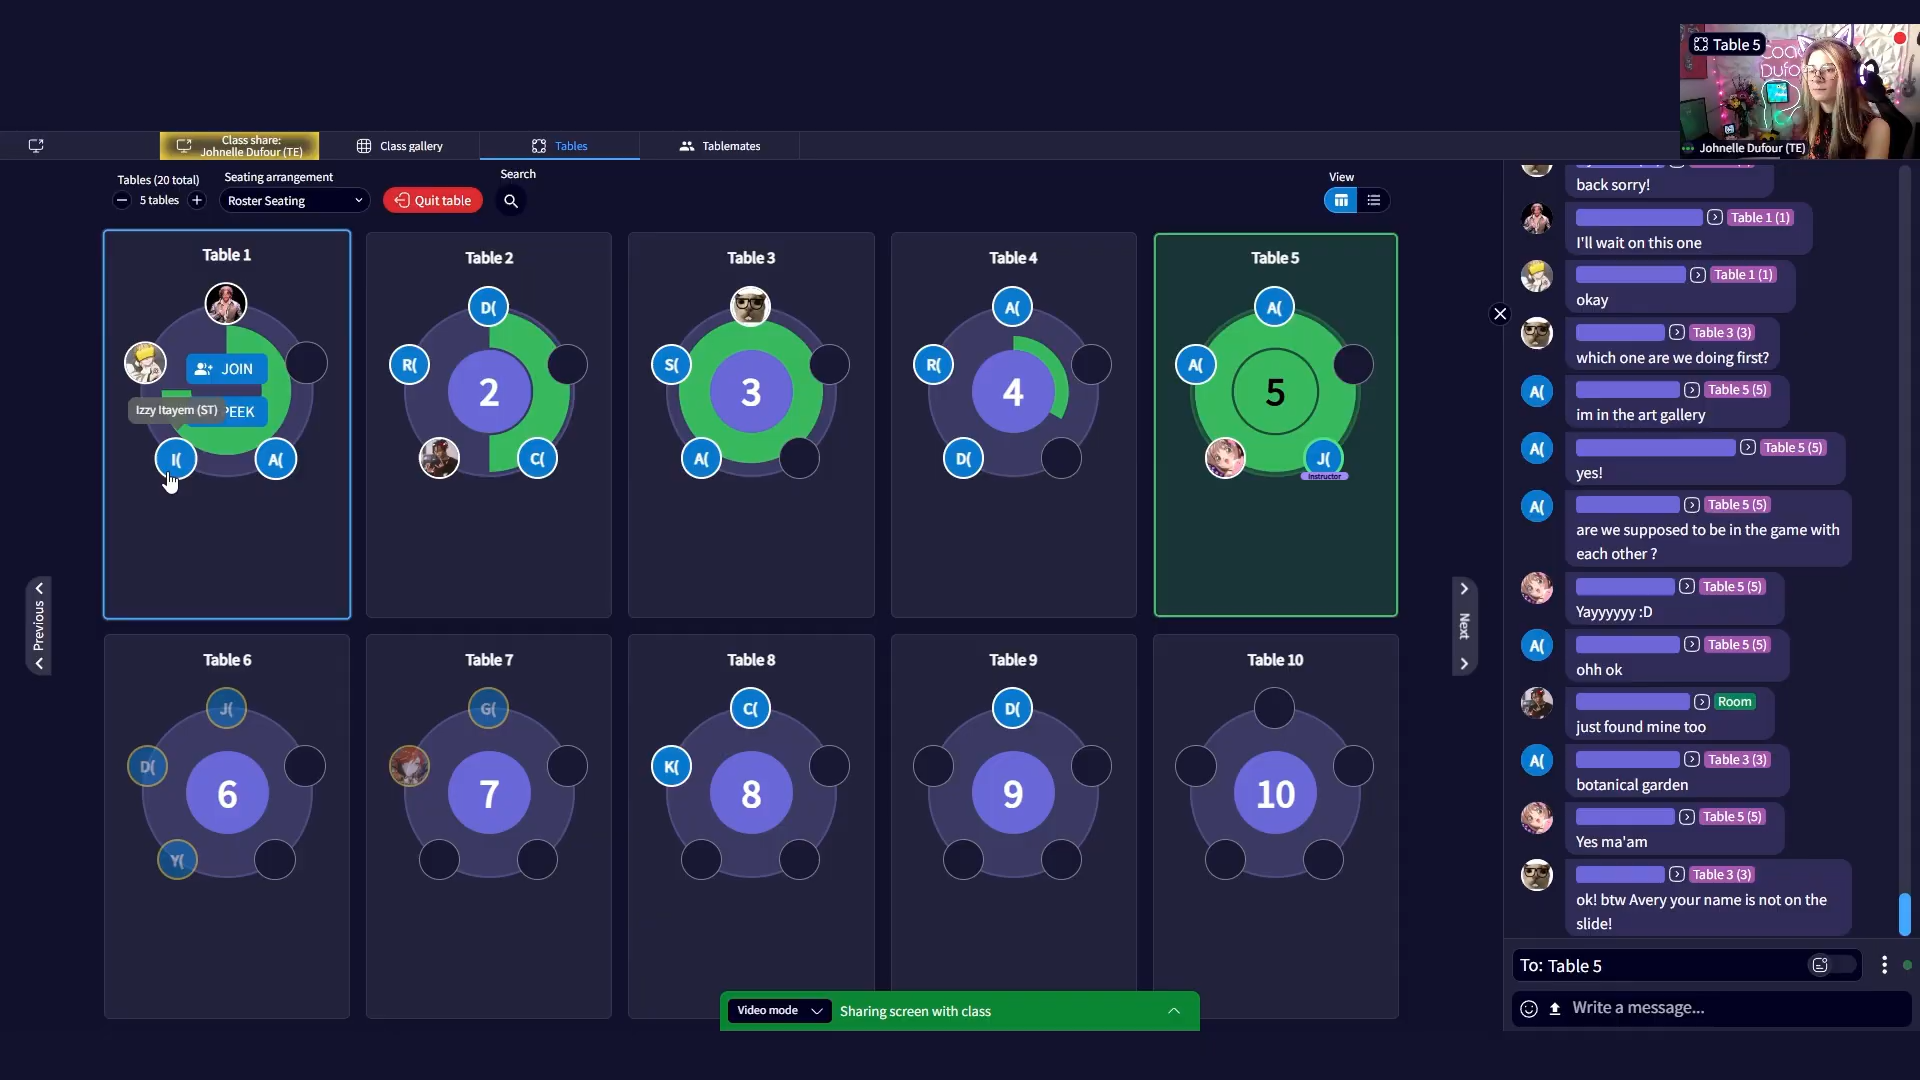 Table 5
Coach
Dufo
Johnelle Dufour (TE)
Class share:
Johnelle Dufour (TE)
Class gallery
Tables
Tablemates
Tables (20 total)
5 tables
Seating arrangement
Roster Seating
Quit table
Search
View
Table 1
JOIN
PEEK
Izzy Itayem (ST)
I(
A(
Table 2
D(
R(
2
C(
Table 3
S(
3
A(
Table 4
A(
R(
4
D(
Table 5
A(
A(
5
J(
Instructor
Previous
Next
Table 6
J(
D(
6
Y(
Table 7
G(
7
Table 8
C(
K(
8
Table 9
D(
9
Table 10
10
Video mode
Sharing screen with class
back sorry!
Table 1 (1)
I'll wait on this one
Table 1 (1)
okay
Table 3 (3)
which one are we doing first?
A(
Table 5 (5)
im in the art gallery
A(
Table 5 (5)
yes!
A(
Table 5 (5)
are we supposed to be in the game with
each other ?
Table 5 (5)
Yayyyyyy :D
A(
Table 5 (5)
ohh ok
Room
just found mine too
A(
Table 3 (3)
botanical garden
Table 5 (5)
Yes ma'am
Table 3 (3)
ok! btw Avery your name is not on the
slide!
To: Table 5
Write a message...